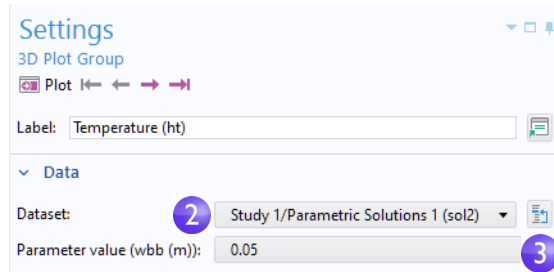 Settings
3D Plot Group
Plot
Label: Temperature (ht)
Data
Dataset: 2 Study 1/Parametric Solutions 1 (sol2)
Parameter value (wbb (m)): 0.05 3